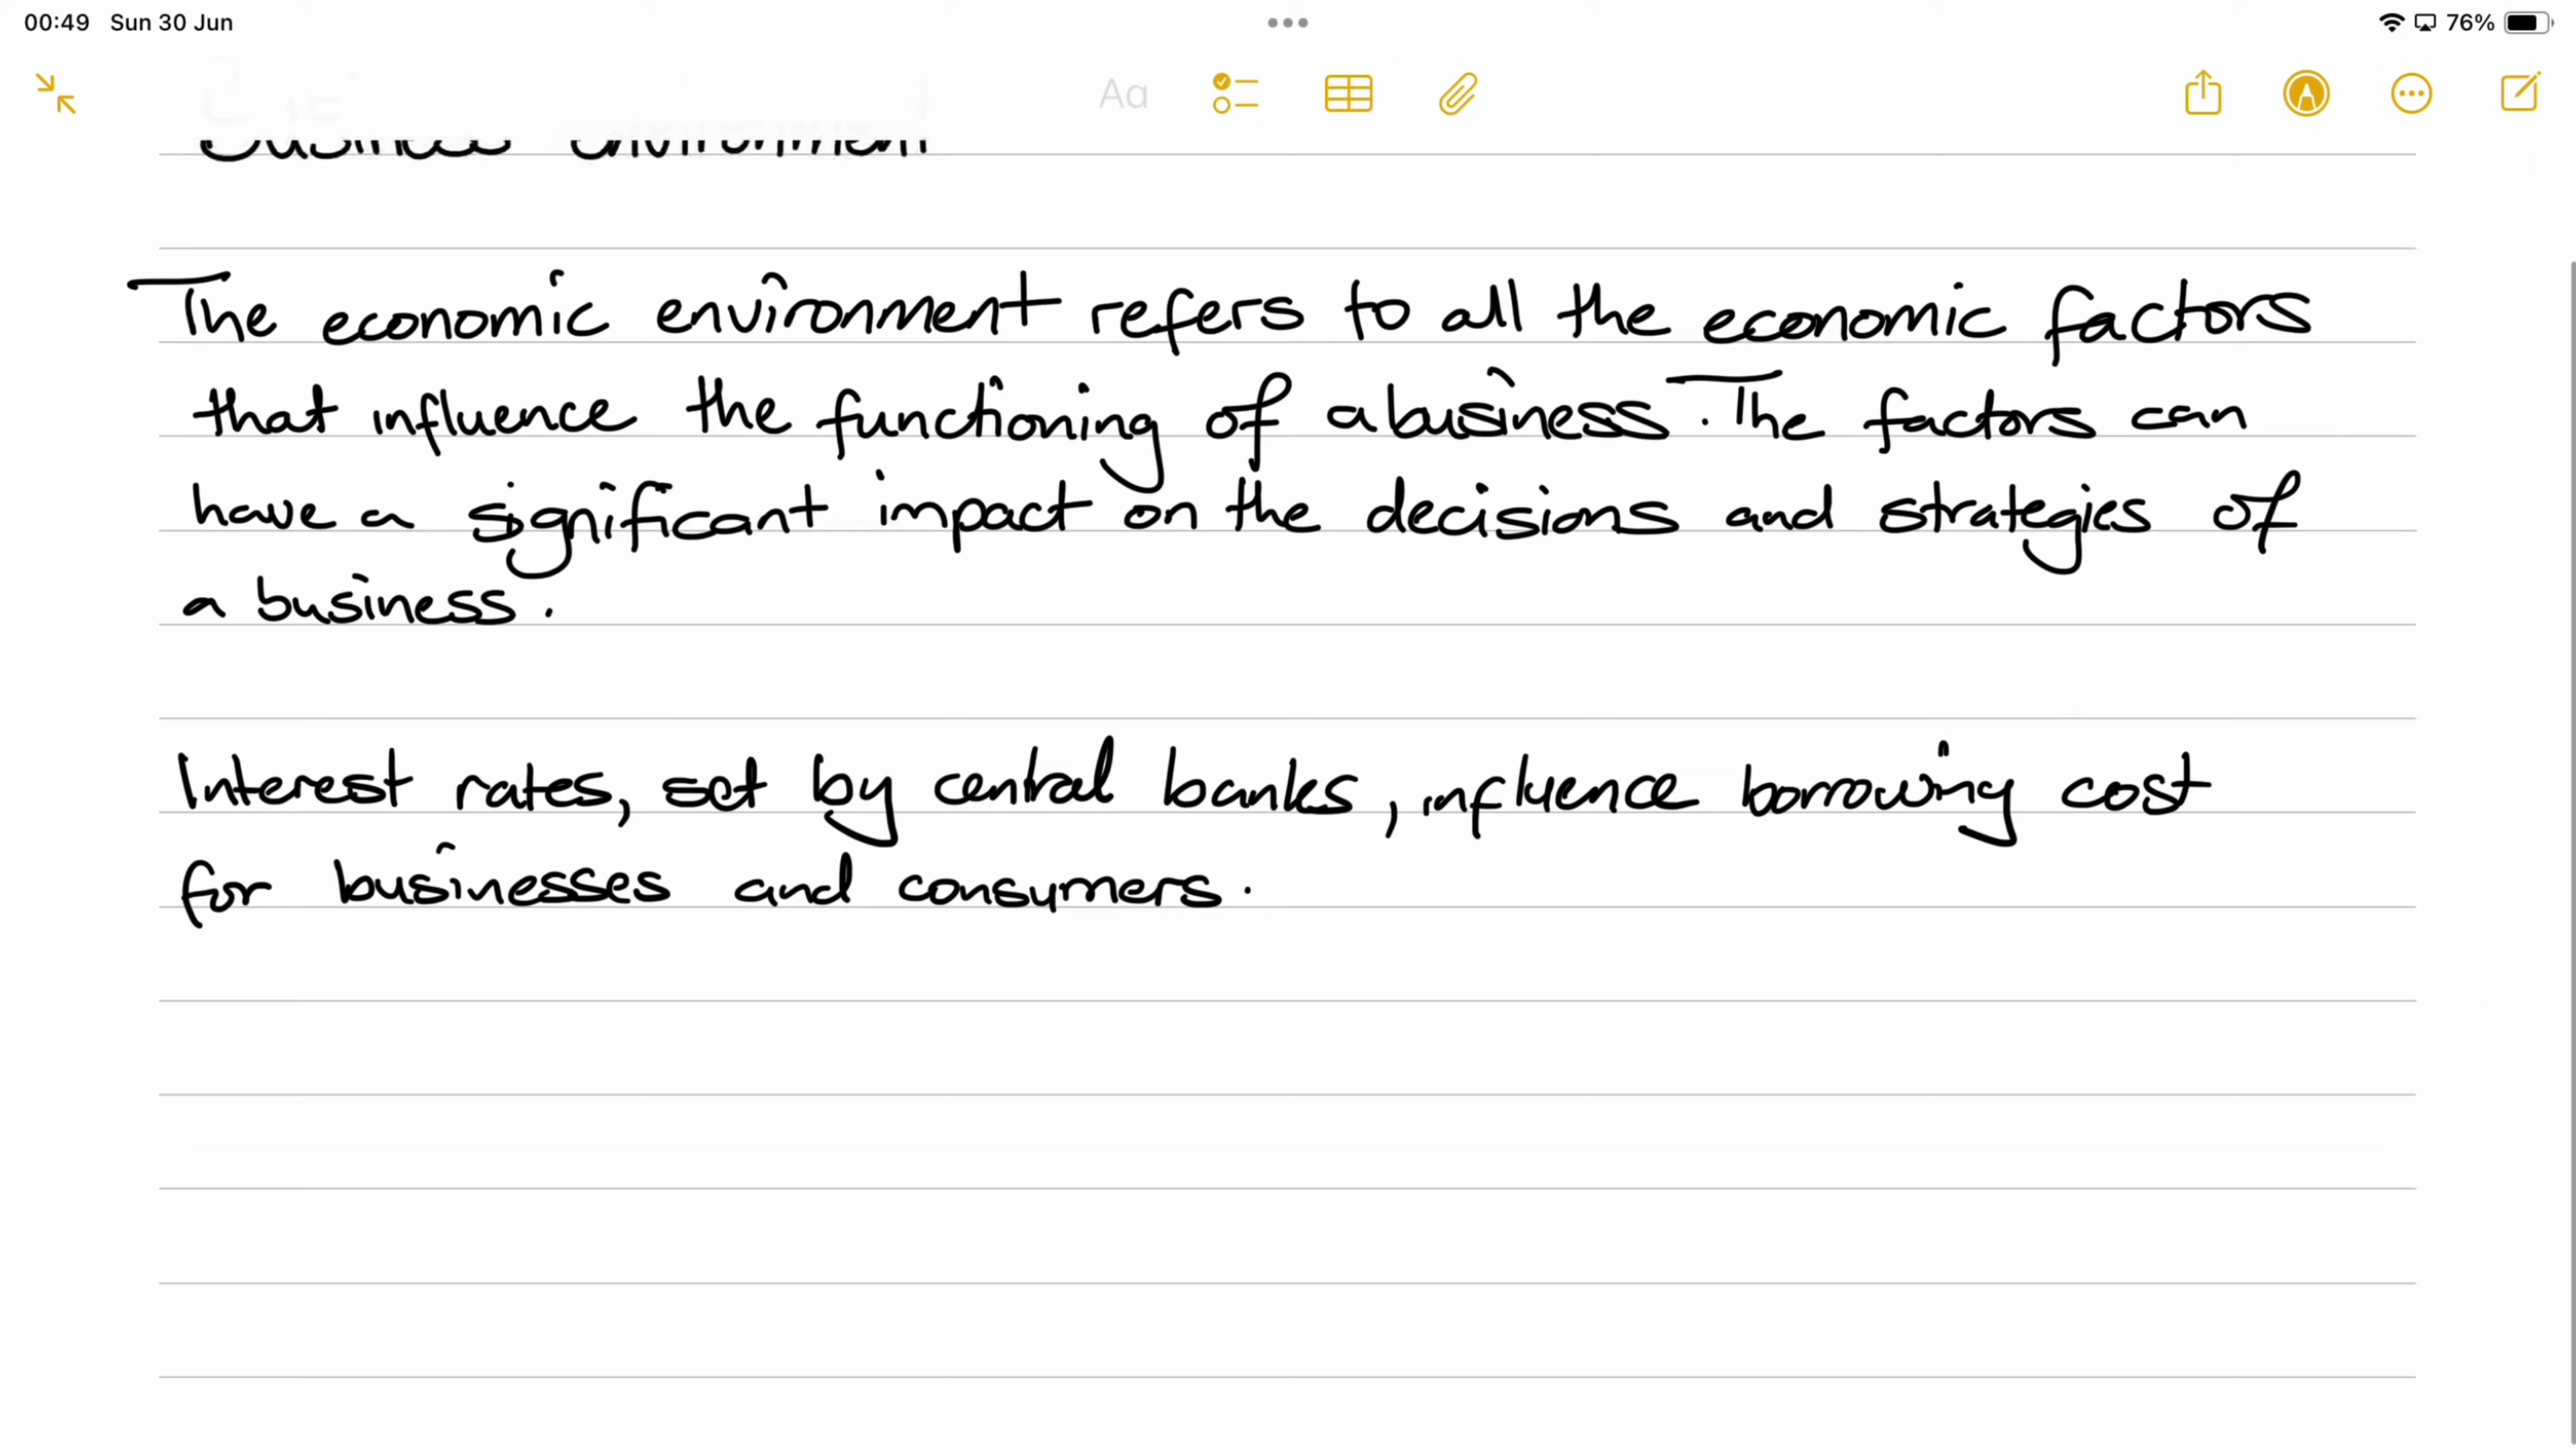 00:49 Sun 30 Jun
76%
Aa
Business environment
The economic environment refers to all the economic factors
that influence the functioning of a business. The factors can
have a significant impact on the decisions and strategies of
a business.
Interest rates, set by central banks, influence borrowing cost
for businesses and consumers.